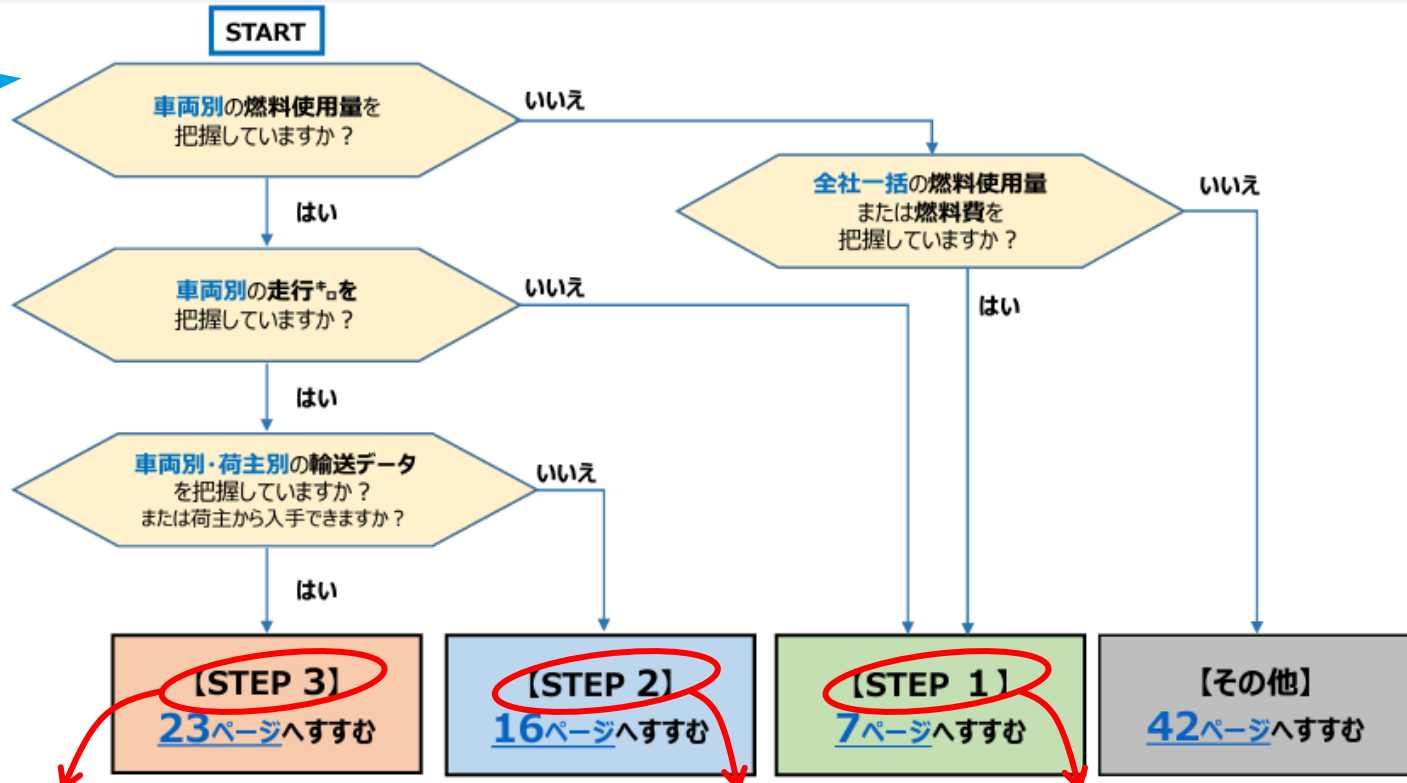 START
車両別の燃料使用量を
把握していますか？
いいえ
はい
全社一括の燃料使用量
または燃料費を
把握していますか？
いいえ
はい
車両別の走行㌔を
把握していますか？
いいえ
はい
車両別・荷主別の輸送データ
を把握していますか？
または荷主から入手できますか？
いいえ
はい
【STEP 3】
23ページへすすむ
【STEP 2】
16ページへすすむ
【STEP 1】
7ページへすすむ
【その他】
42ページへすすむ